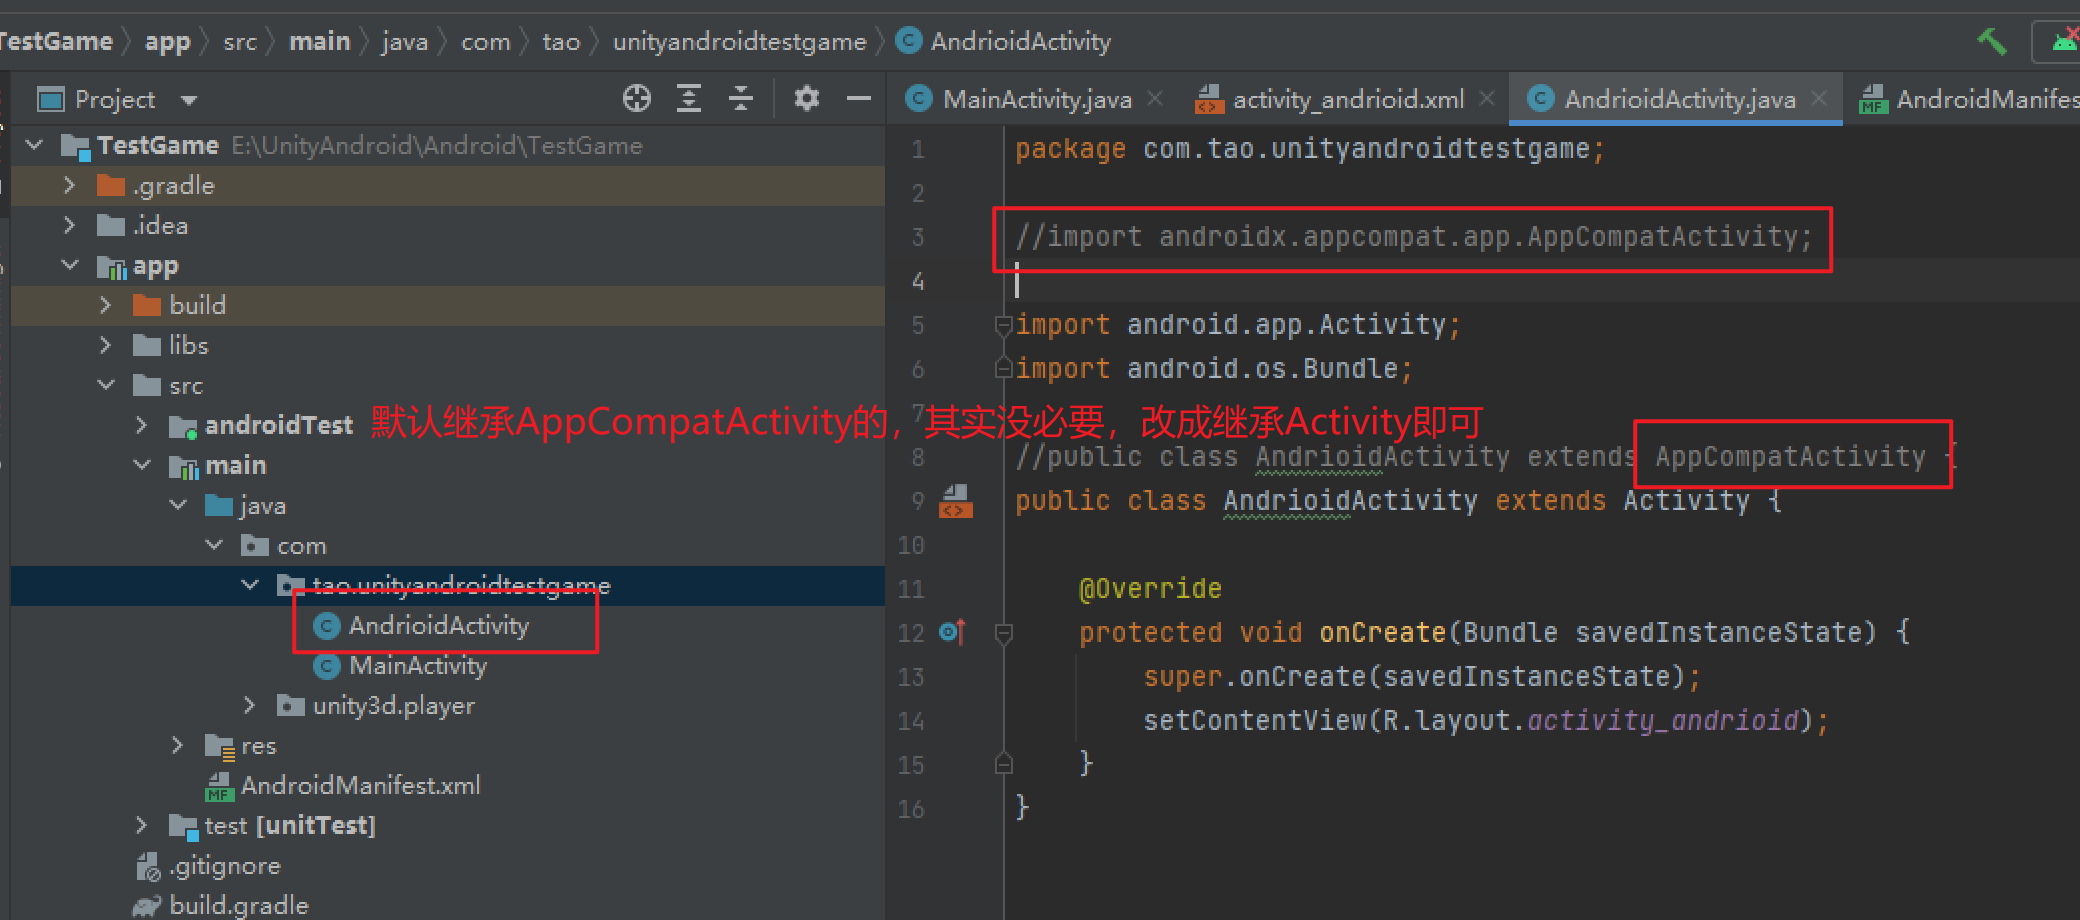 TestGame app src main java com tao unityandroidtestgame AndrioidActivity
Project
MainActivity.java activity_andrioid.xml AndrioidActivity.java AndroidManifes
TestGame E:\UnityAndroid\Android\TestGame
.gradle
.idea
app
build
libs
src
androidTest
main
java
com
tao.unityandroidtestgame
AndrioidActivity
MainActivity
unity3d.player
res
AndroidManifest.xml
test [unitTest]
.gitignore
build.gradle
1 package com.tao.unityandroidtestgame;
2
3 //import androidx.appcompat.app.AppCompatActivity;
4
5 import android.app.Activity;
6 import android.os.Bundle;
7
默认继承AppCompatActivity的，其实没必要，改成继承Activity即可
8 //public class AndrioidActivity extends AppCompatActivity {
9 public class AndrioidActivity extends Activity {
10
11 @Override
12 protected void onCreate(Bundle savedInstanceState) {
13 super.onCreate(savedInstanceState);
14 setContentView(R.layout.activity_andrioid);
15 }
16 }